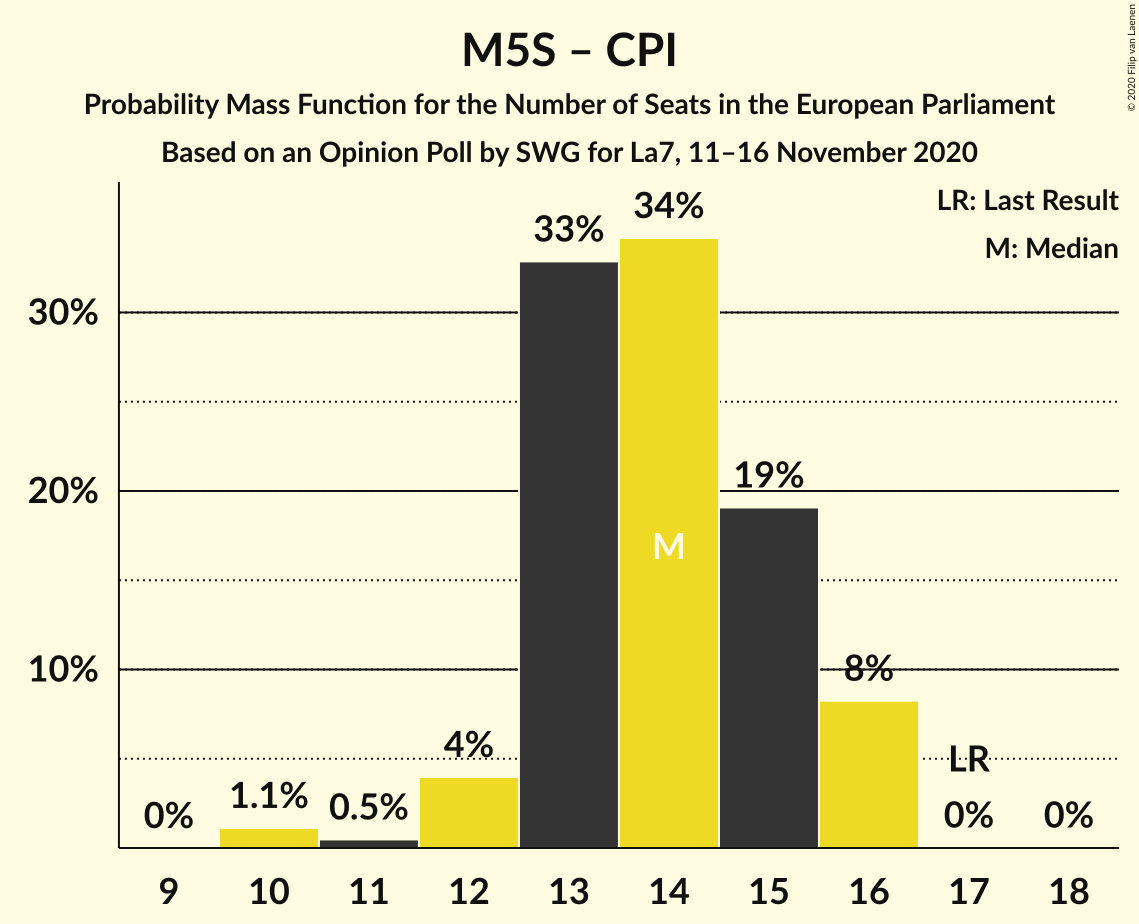 M5S – CPI
Probability Mass Function for the Number of Seats in the European Parliament
Based on an Opinion Poll by SWG for La7, 11–16 November 2020
© 2020 Filip van Laenen
LR: Last Result
M: Median
34%
33%
30%
19%
20%
M
10%
8%
4%
LR
1.1%
0.5%
0%
0%
0%
9 10 11 12 13 14 15 16 17 18